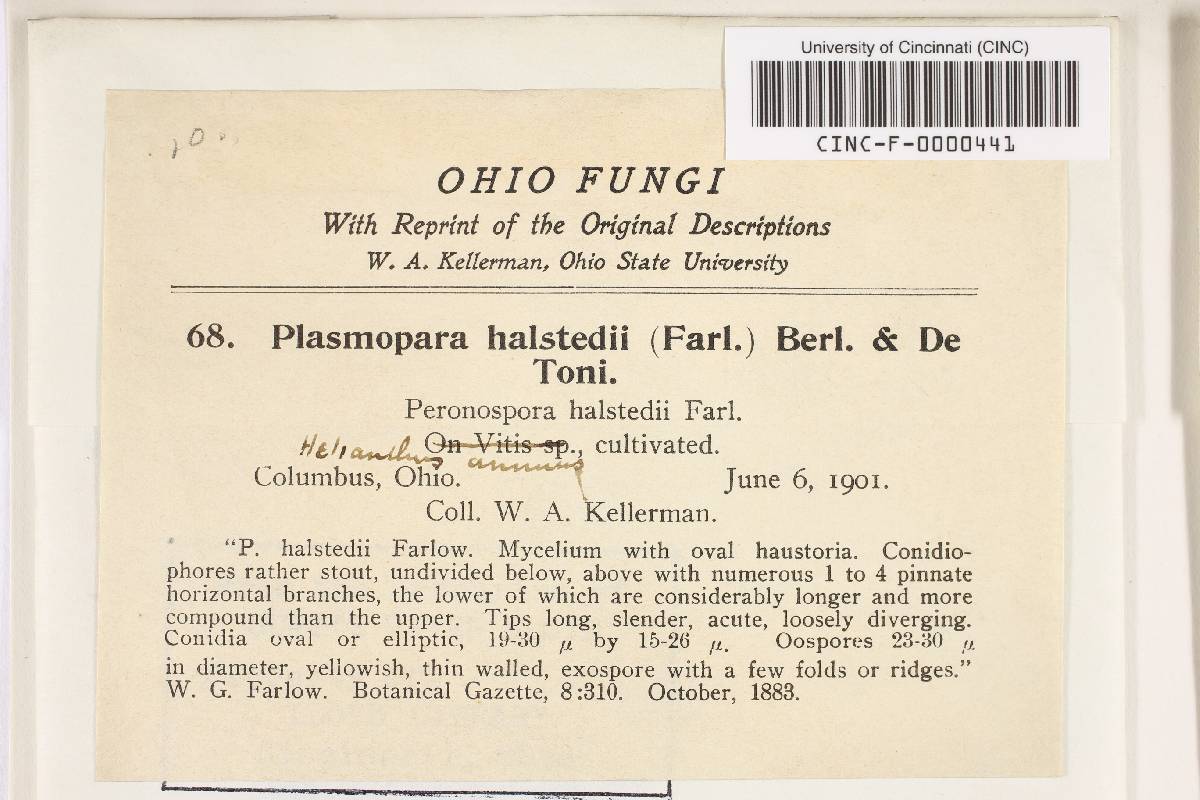 University of Cincinnati (CINC)
CINC-F-0000441
OHIO FUNGI
With Reprint of the Original Descriptions
W. A. Kellerman, Ohio State University
68. Plasmopara halstedii (Farl.) Berl. & De
Toni.
Peronospora halstedii Farl.
On Vitis sp., cultivated.
Helianthus annuus
Columbus, Ohio. June 6, 1901.
Coll. W. A. Kellerman.
“P. halstedii Farlow. Mycelium with oval haustoria. Conidio-
phores rather stout, undivided below, above with numerous 1 to 4 pinnate
horizontal branches, the lower of which are considerably longer and more
compound than the upper. Tips long, slender, acute, loosely diverging.
Conidia oval or elliptic, 19-30 µ by 15-26 µ. Oospores 23-30 µ
in diameter, yellowish, thin walled, exospore with a few folds or ridges.”
W. G. Farlow. Botanical Gazette, 8:310. October, 1883.